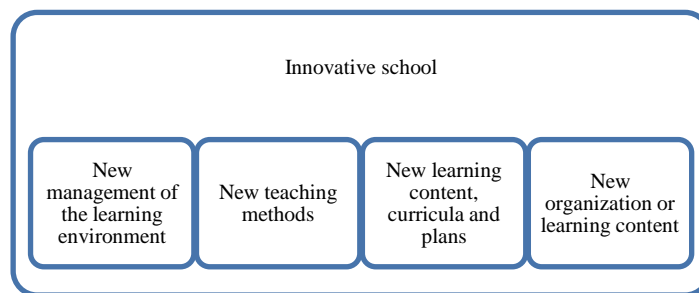 Innovative school
New
management of
the learning
environment
New teaching
methods
New learning
content,
curricula and
plans
New
organization or
learning content